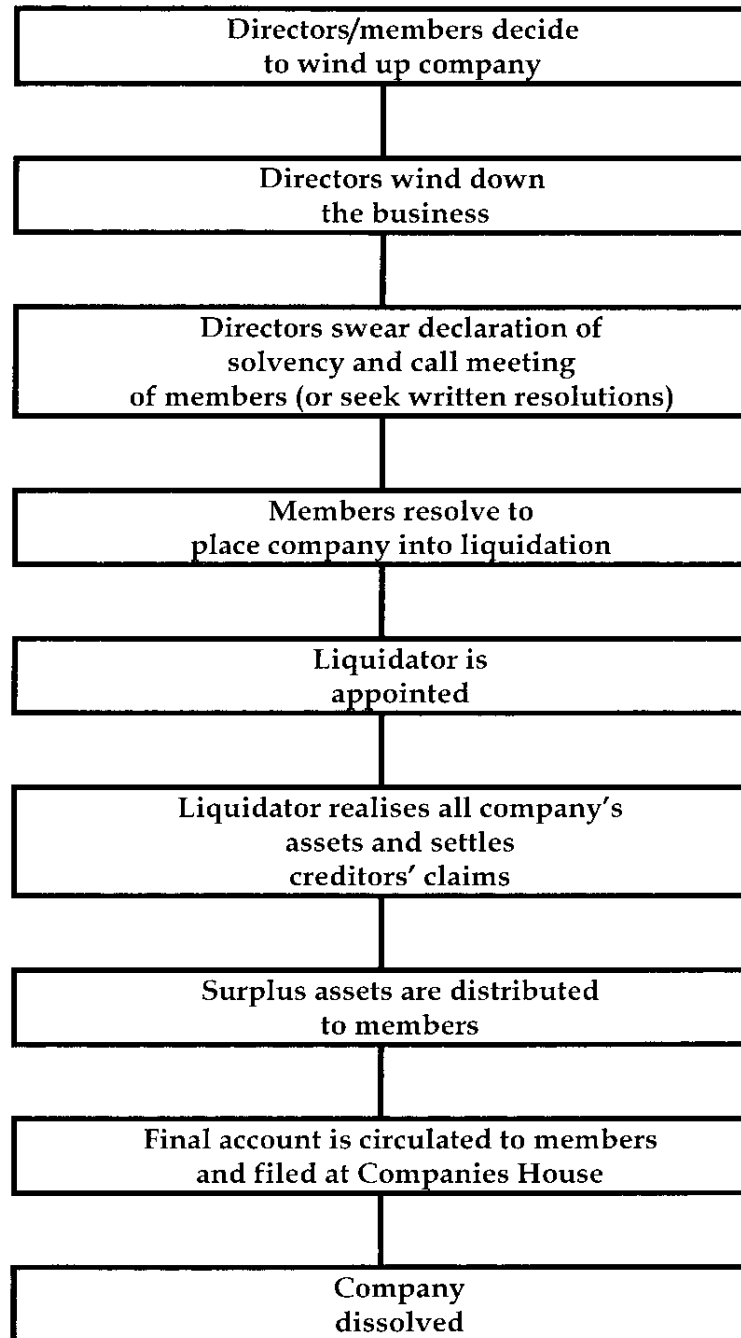 Directors/members decide
to wind up company
Directors wind down
the business
Directors swear declaration of
solvency and call meeting
of members (or seek written resolutions)
Members resolve to
place company into liquidation
Liquidator is
appointed
Liquidator realises all company's
assets and settles
creditors' claims
Surplus assets are distributed
to members
Final account is circulated to members
and filed at Companies House
Company
dissolved